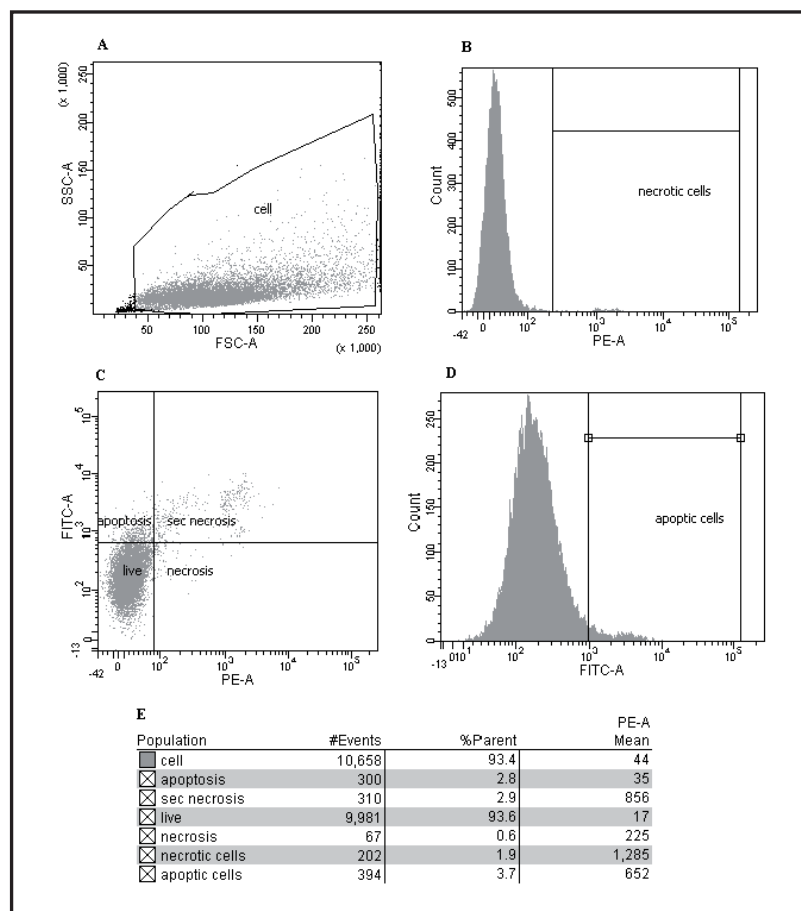 A
(x 1,000)
250
200
150
100
50
SSC-A
cell
50 100 150 200 250
FSC-A
(x 1,000)
B
500
400
300
200
100
0
Count
necrotic cells
-42 0 10² 10³ 10⁴ 10⁵
PE-A
C
10⁵
10⁴
10³
10²
0
-13
FITC-A
apoptosis sec necrosis
live necrosis
-42 0 10² 10³ 10⁴ 10⁵
PE-A
D
250
200
150
100
50
0
Count
apoptic cells
-13 0 10¹ 10² 10³ 10⁴ 10⁵
FITC-A
E
PE-A
Population #Events %Parent Mean
cell 10,658 93.4 44
apoptosis 300 2.8 35
sec necrosis 310 2.9 856
live 9,981 93.6 17
necrosis 67 0.6 225
necrotic cells 202 1.9 1,285
apoptic cells 394 3.7 652